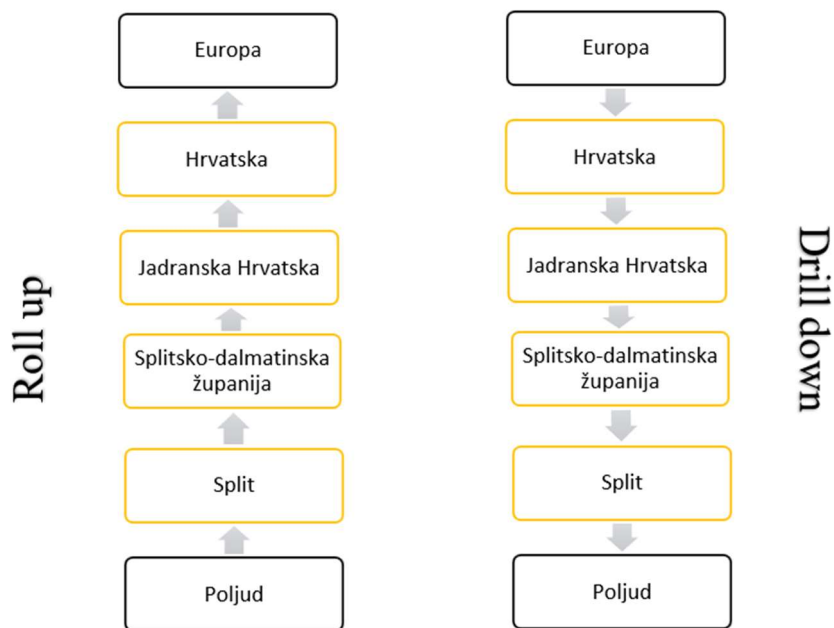 Roll up
Europa
Hrvatska
Jadranska Hrvatska
Splitsko-dalmatinska
županija
Split
Poljud
Europa
Hrvatska
Jadranska Hrvatska
Splitsko-dalmatinska
županija
Split
Poljud
Drill down